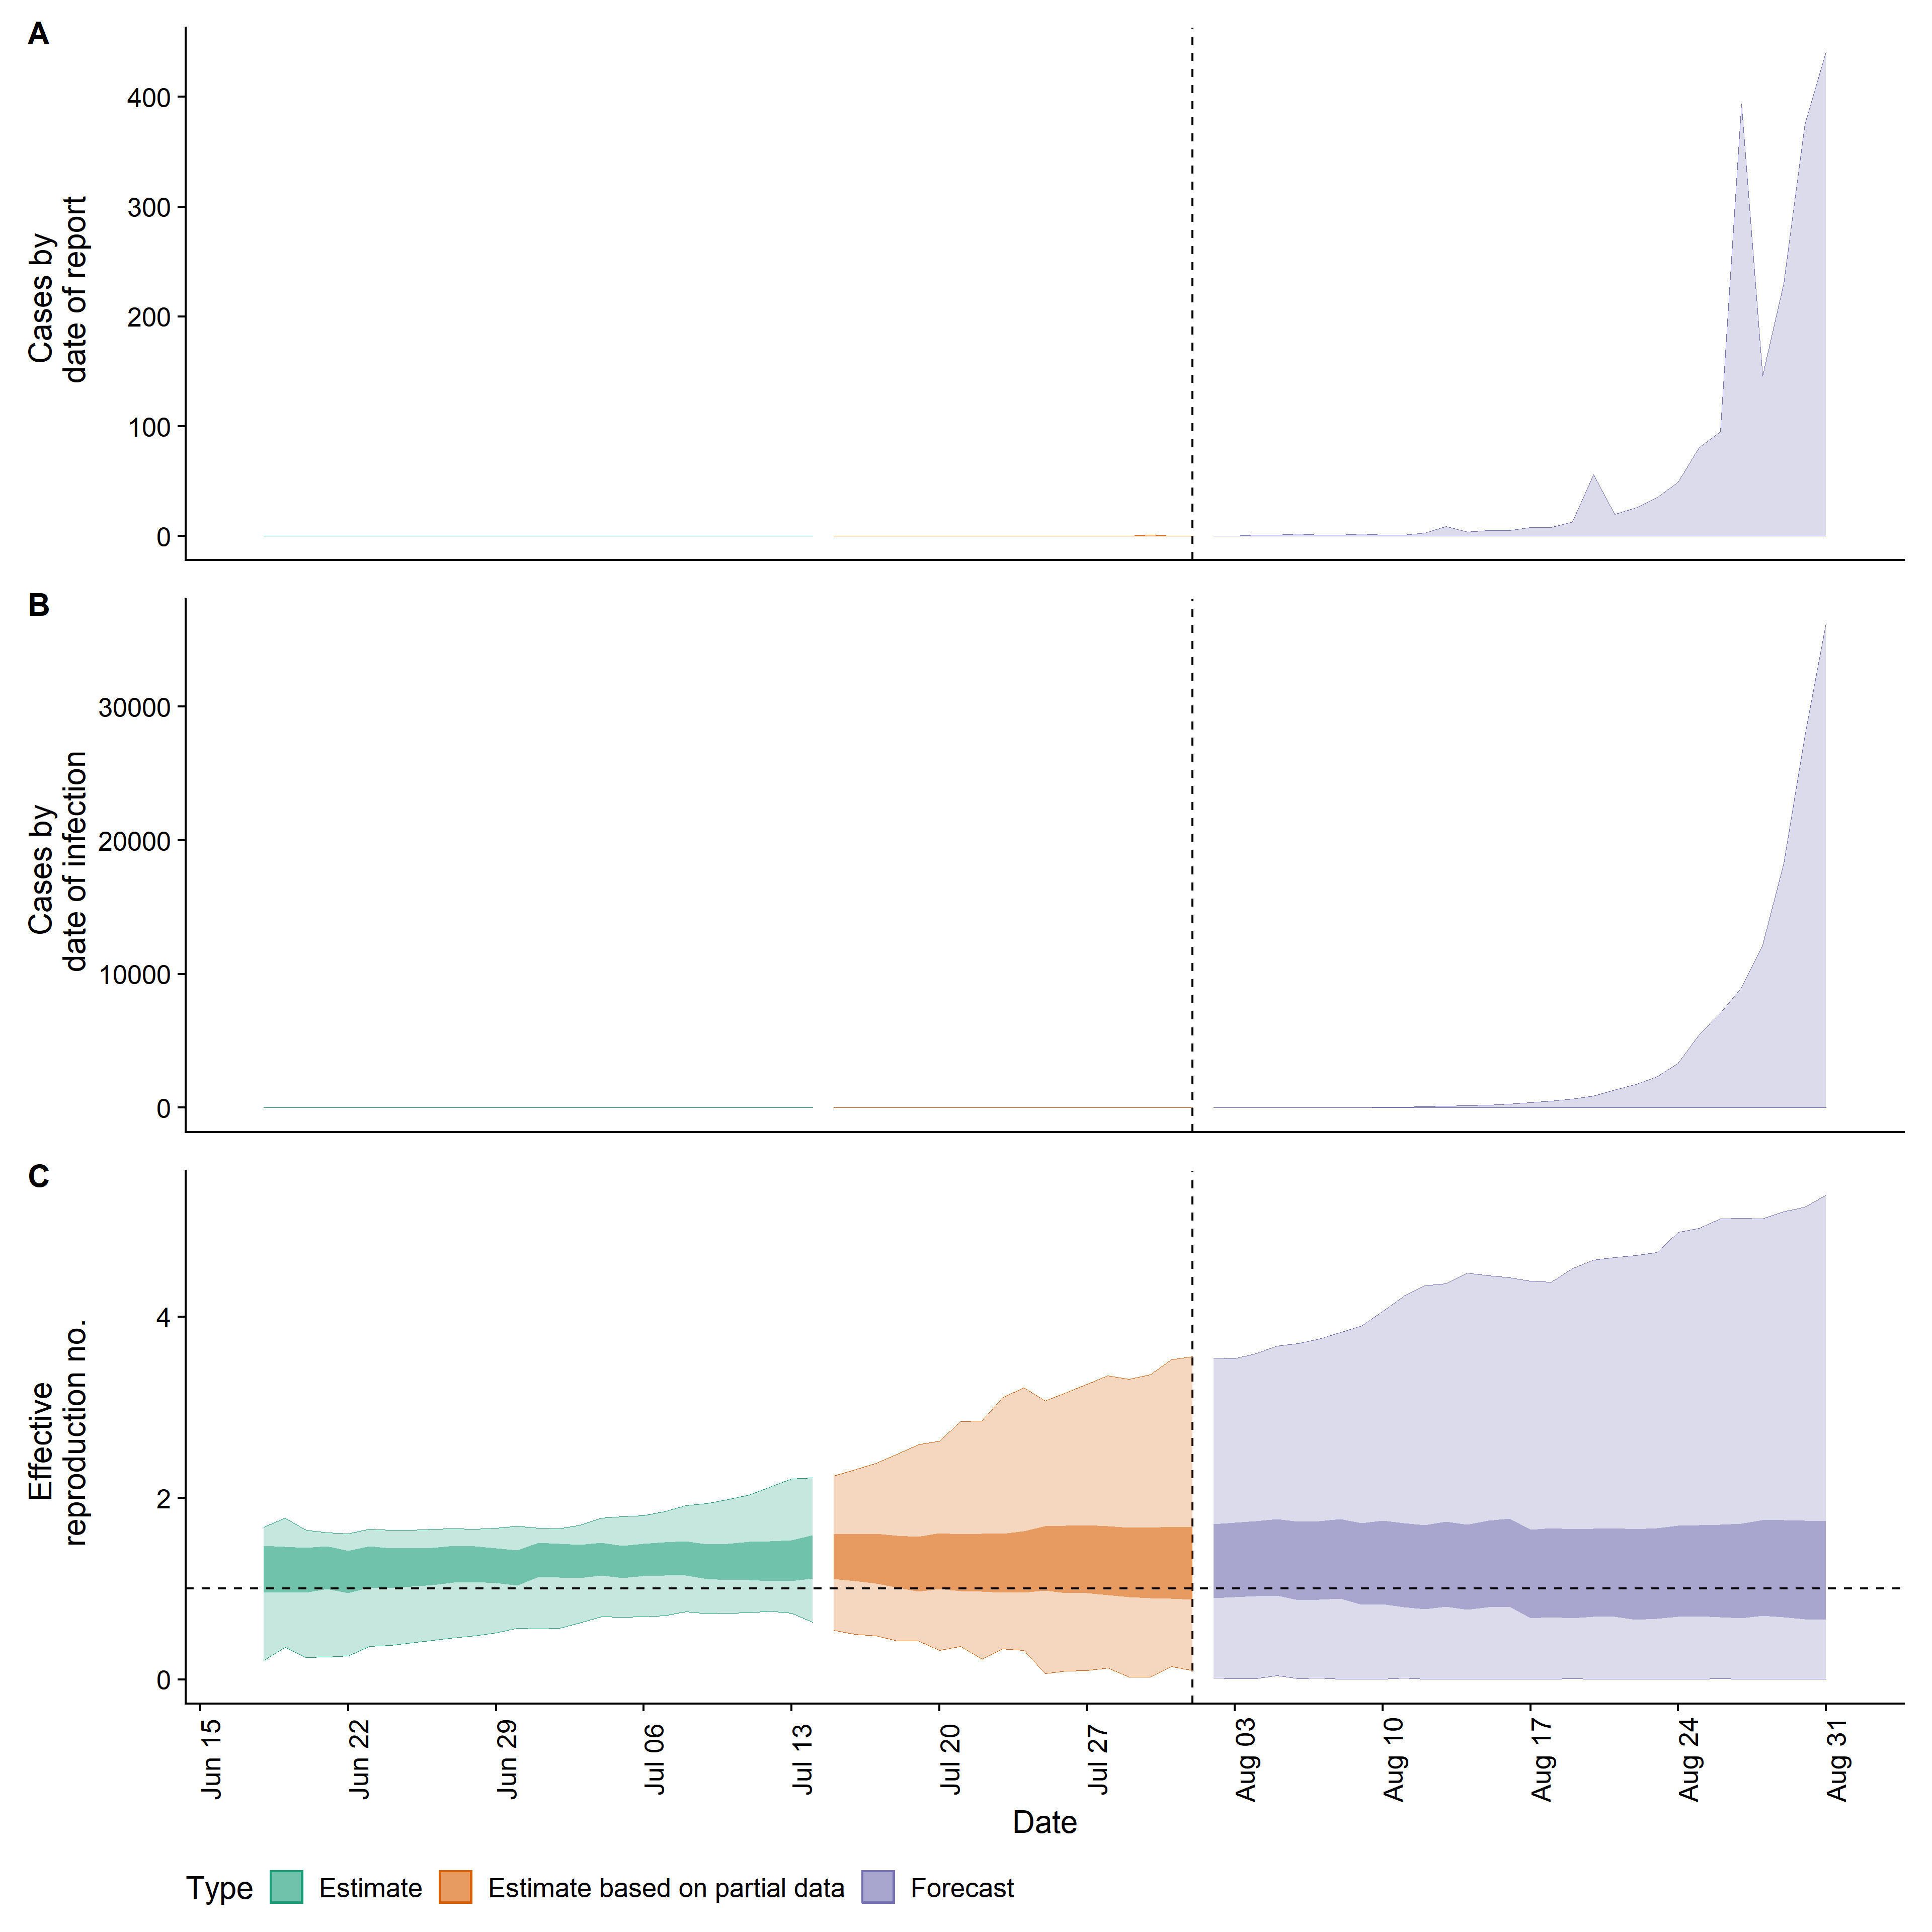 A
Cases by
date of report
400
300
200
100
0
B
Cases by
date of infection
30000
20000
10000
0
C
Effective
reproduction no.
4
2
0
Jun 15
Jun 22
Jun 29
Jul 06
Jul 13
Jul 20
Jul 27
Aug 03
Aug 10
Aug 17
Aug 24
Aug 31
Date
Type Estimate Estimate based on partial data Forecast